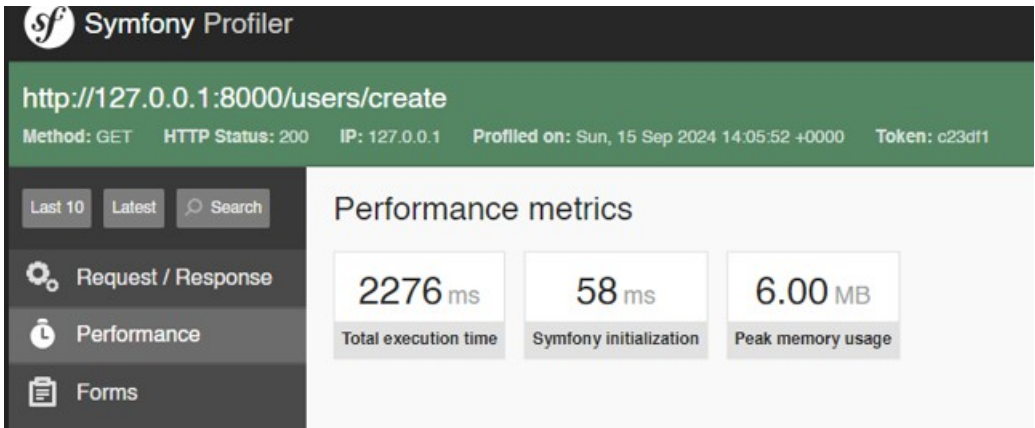 Symfony Profiler
http://127.0.0.1:8000/users/create
Method: GET HTTP Status: 200 IP: 127.0.0.1 Profiled on: Sun, 15 Sep 2024 14:05:52 +0000 Token: c23df1
Last 10 Latest Search
Performance metrics
Request / Response
Performance
Forms
2276 ms
Total execution time
58 ms
Symfony initialization
6.00 MB
Peak memory usage